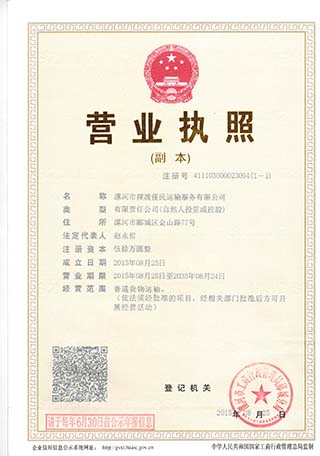 营业执照
(副 本)
注册号 411103000023094(1-1)
名 称 漯河市祺浚便民运输服务有限公司
类 型 有限责任公司(自然人投资或控股)
住 所 漯河市郾城区金山路77号
法定代表人 赵永哲
注册资本 伍拾万圆整
成立日期 2015年08月25日
营业期限 2015年08月25日至2035年08月24日
经营范围 普通货物运输。
(依法须经批准的项目,经相关部门批准后方可开
展经营活动)
登记机关
2015年 月 25日
请于每年6月30日前公示年报信息
企业信用信息公示系统网址: http://gsxt.haaic.gov.cn
中华人民共和国国家工商行政管理总局监制